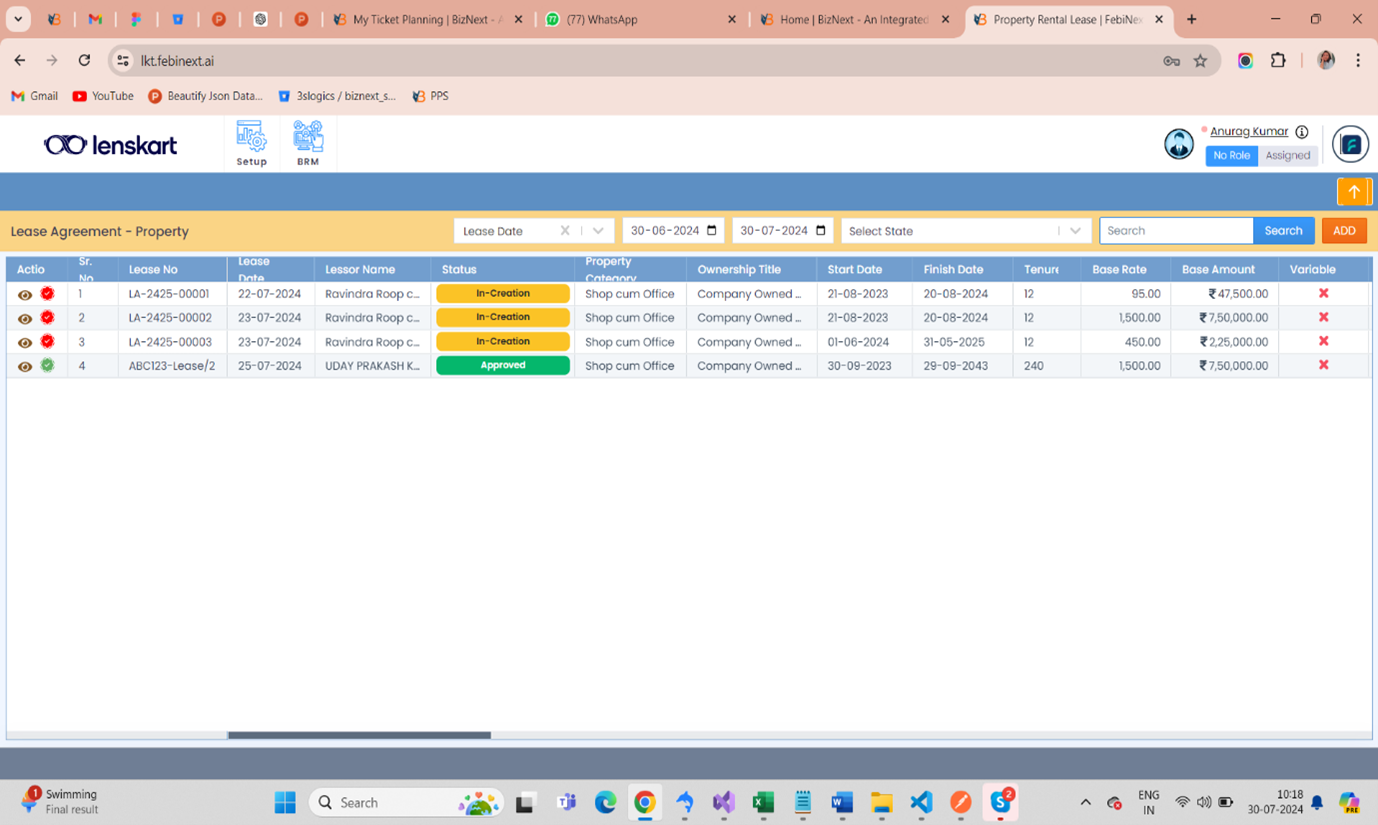 My Ticket Planning | BizNext - A
(77) WhatsApp
Home | BizNext - An Integrated
Property Rental Lease | FebiNex
lkt.febinext.ai
Gmail
YouTube
Beautify Json Data...
3slogics / biznext_s...
PPS
lenskart
Setup
BRM
Anurag Kumar
No Role
Assigned
Lease Agreement - Property
Lease Date
30-06-2024
30-07-2024
Select State
Search
Search
ADD
Actio Sr. No Lease No Lease Date Lessor Name Status Property Category Ownership Title Start Date Finish Date Tenure Base Rate Base Amount Variable
1 LA-2425-00001 22-07-2024 Ravindra Roop c... In-Creation Shop cum Office Company Owned ... 21-08-2023 20-08-2024 12 95.00 ₹47,500.00
2 LA-2425-00002 23-07-2024 Ravindra Roop c... In-Creation Shop cum Office Company Owned ... 21-08-2023 20-08-2024 12 1,500.00 ₹7,50,000.00
3 LA-2425-00003 23-07-2024 Ravindra Roop c... In-Creation Shop cum Office Company Owned ... 01-06-2024 31-05-2025 12 450.00 ₹2,25,000.00
4 ABC123-Lease/2 25-07-2024 UDAY PRAKASH K... Approved Shop cum Office Company Owned ... 30-09-2023 29-09-2043 240 1,500.00 ₹7,50,000.00
1
Swimming
Final result
Search
2
ENG
IN
10:18
30-07-2024
PRE